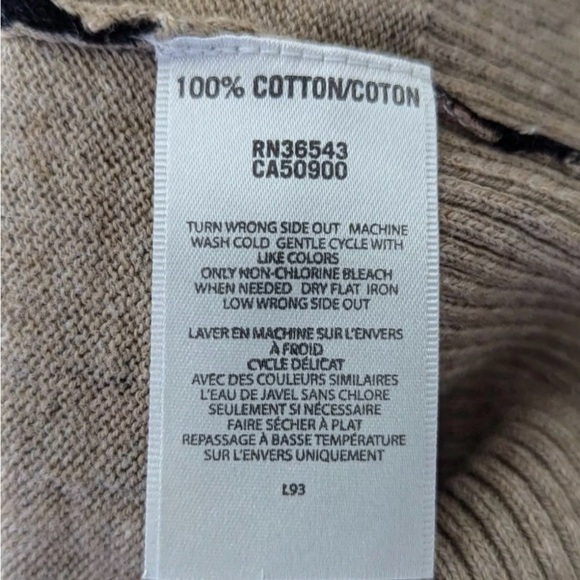 100% COTTON/COTON
RN36543
CA50900
TURN WRONG SIDE OUT MACHINE
WASH COLD GENTLE CYCLE WITH
LIKE COLORS
ONLY NON-CHLORINE BLEACH
WHEN NEEDED DRY FLAT IRON
LOW WRONG SIDE OUT
LAVER EN MACHINE SUR L'ENVERS
À FROID
CYCLE DÉLICAT
AVEC DES COULEURS SIMILAIRES
L'EAU DE JAVEL SANS CHLORE
SEULEMENT SI NÉCESSAIRE
FAIRE SÉCHER À PLAT
REPASSAGE À BASSE TEMPÉRATURE
SUR L'ENVERS UNIQUEMENT
L93